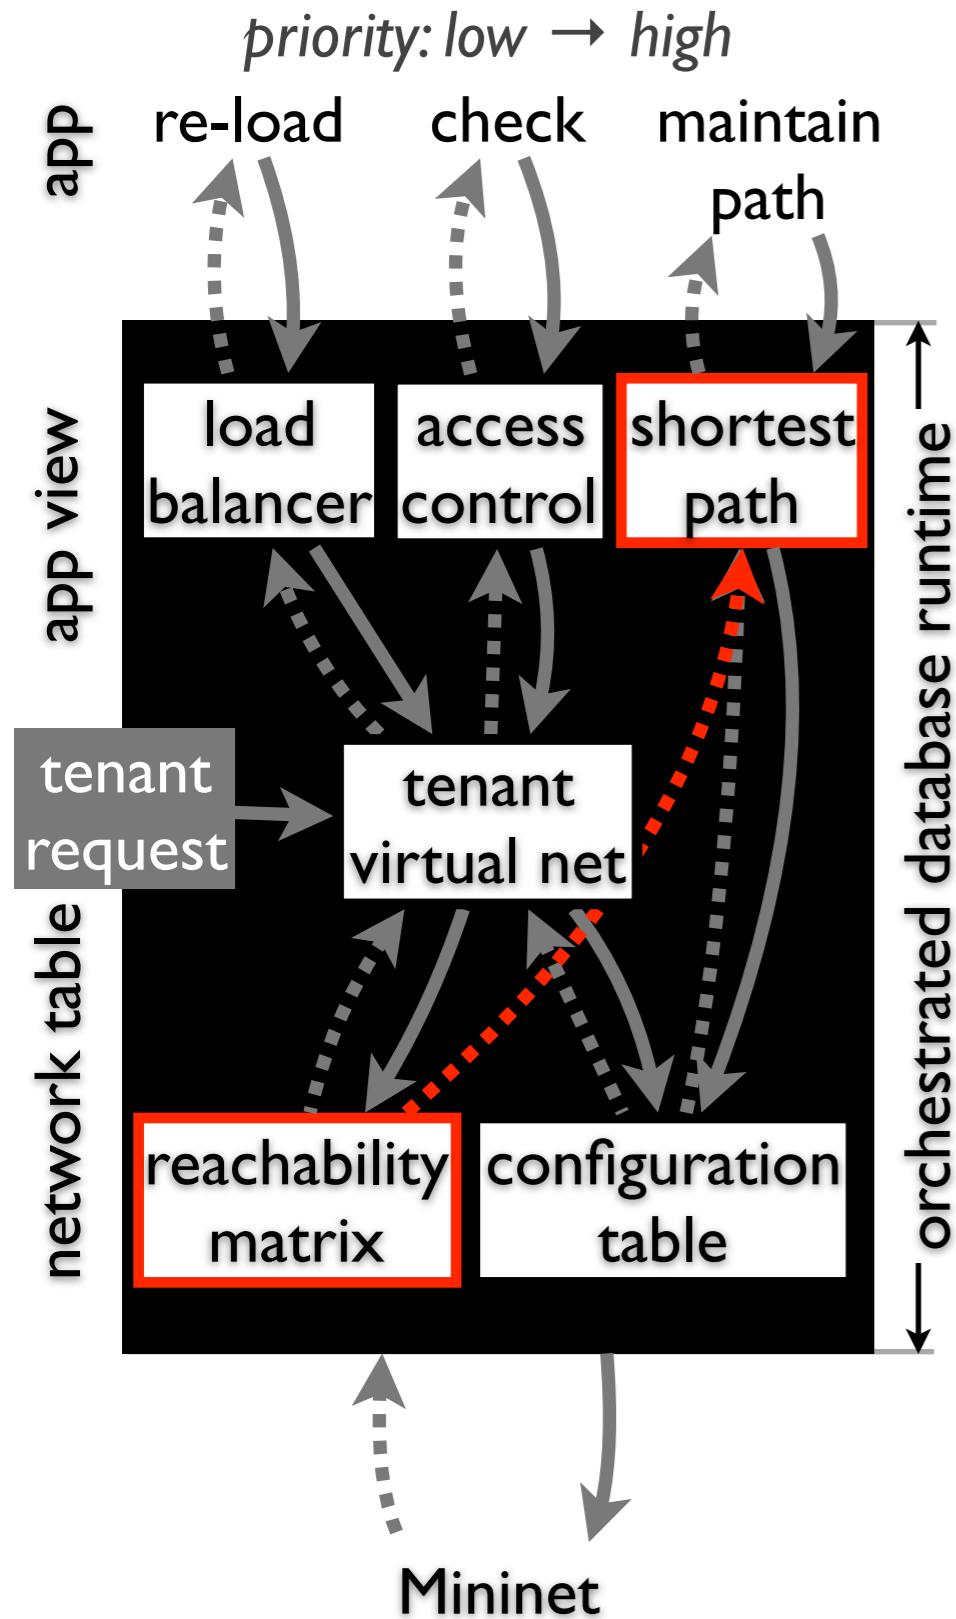 priority: low → high
app
re-load
check
maintain
path
app view
load
balancer
access
control
shortest
path
orchestrated database runtime
tenant
request
tenant
virtual net
network table
reachability
matrix
configuration
table
Mininet